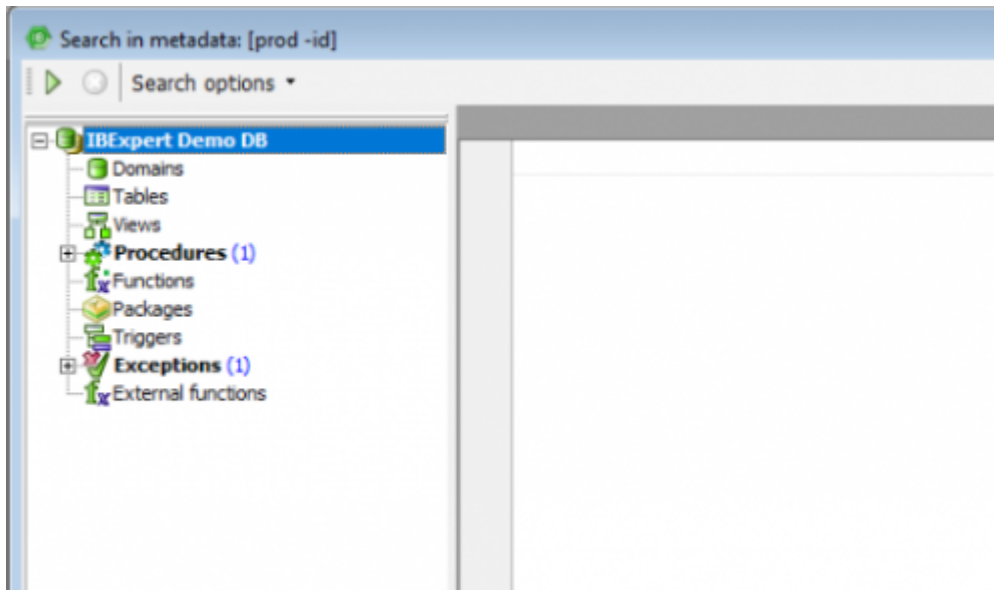 Search in metadata: [prod -id]
Search options
IBExpert Demo DB
Domains
Tables
Views
Procedures (1)
Functions
Packages
Triggers
Exceptions (1)
External functions